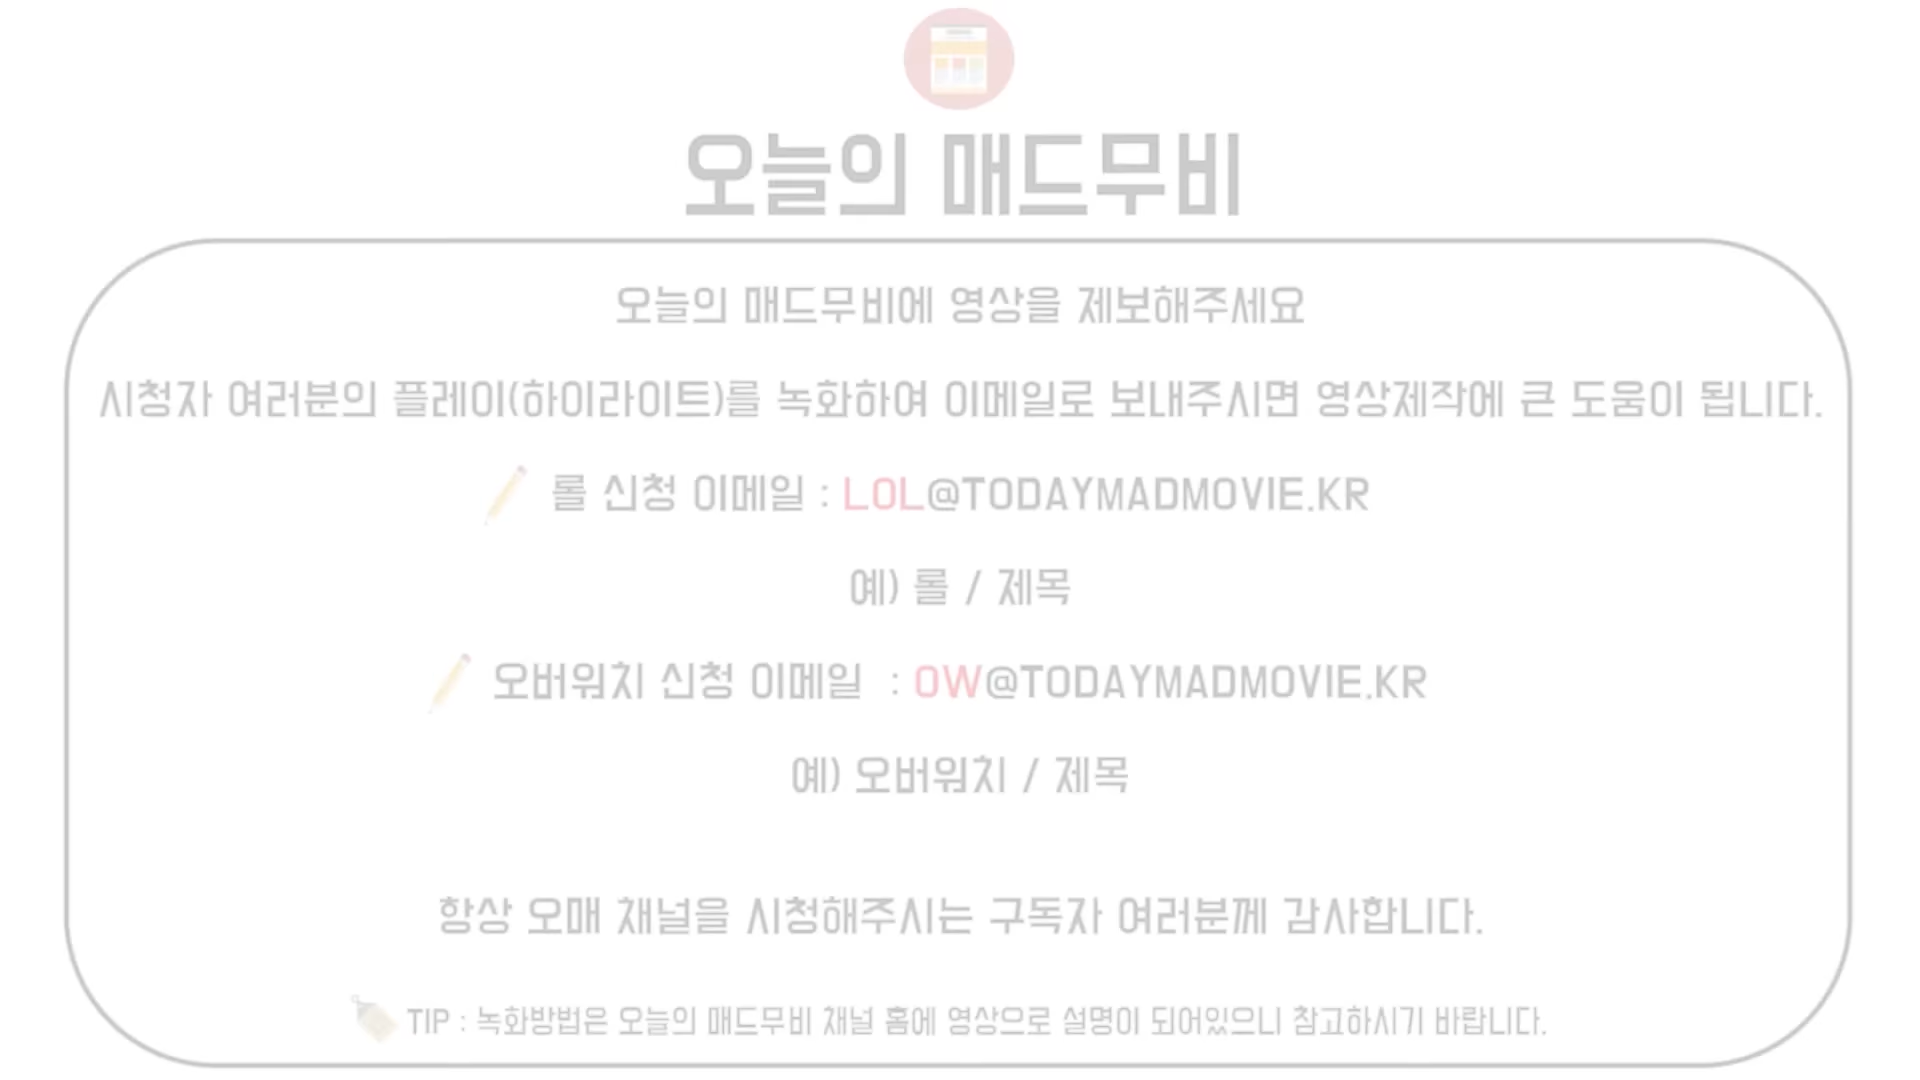 오늘의 매드무비
오늘의 매드무비에 영상을 제보해주세요
시청자 여러분의 플레이(하이라이트)를 녹화하여 이메일로 보내주시면 영상제작에 큰 도움이 됩니다.
롤 신청 이메일 : LOL@TODAYMADMOVIE.KR
예) 롤 / 제목
오버워치 신청 이메일 : OW@TODAYMADMOVIE.KR
예) 오버워치 / 제목
항상 오매 채널을 시청해주시는 구독자 여러분께 감사합니다.
TIP : 녹화방법은 오늘의 매드무비 채널 홈에 영상으로 설명이 되어있으니 참고하시기 바랍니다.